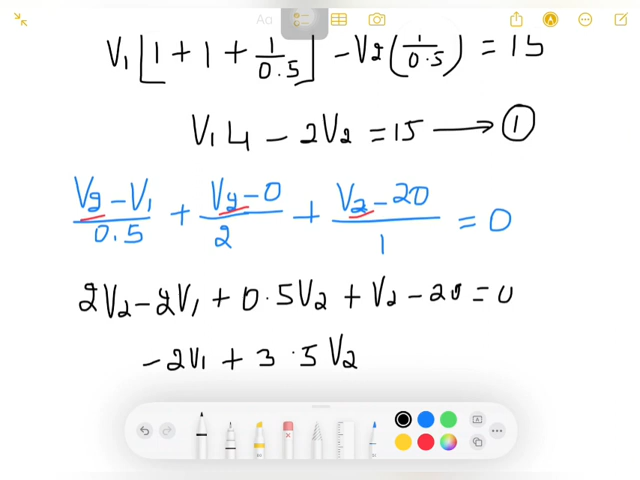 Aa
V1[1 + 1 + 1/0.5] - V2(1/0.5) = 15
V1 4 - 2V2 = 15 → ①
(V2 - V1)/0.5 + (V2 - 0)/2 + (V2 - 20)/1 = 0
2V2 - 2V1 + 0.5V2 + V2 - 20 = 0
-2V1 + 3.5V2